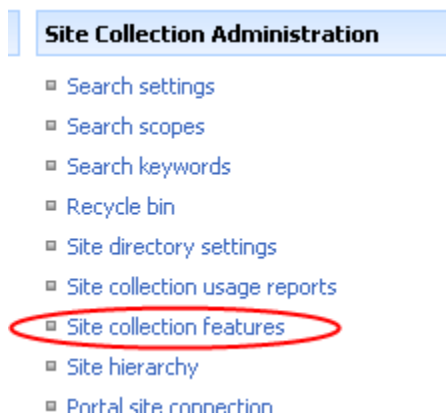 Site Collection Administration
Search settings
Search scopes
Search keywords
Recycle bin
Site directory settings
Site collection usage reports
Site collection features
Site hierarchy
Portal site connection